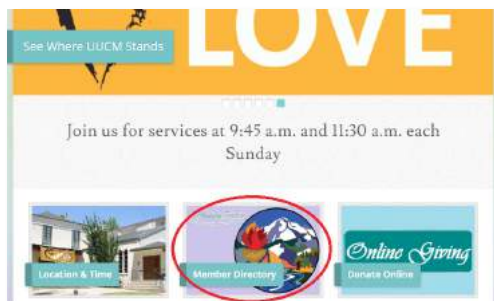 LOVE
See Where UUCM Stands
Join us for services at 9:45 a.m. and 11:30 a.m. each
Sunday
Online Giving
Location & Time
Member Directory
Donate Online